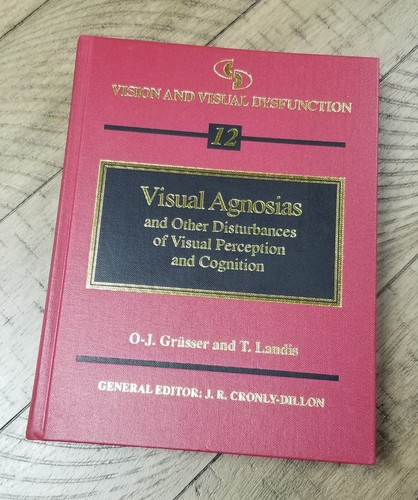 VISION AND VISUAL DYSFUNCTION
12
Visual Agnosias
and Other Disturbances
of Visual Perception
and Cognition
O-J. Grüsser and T. Landis
GENERAL EDITOR: J. R. CRONLY-DILLON